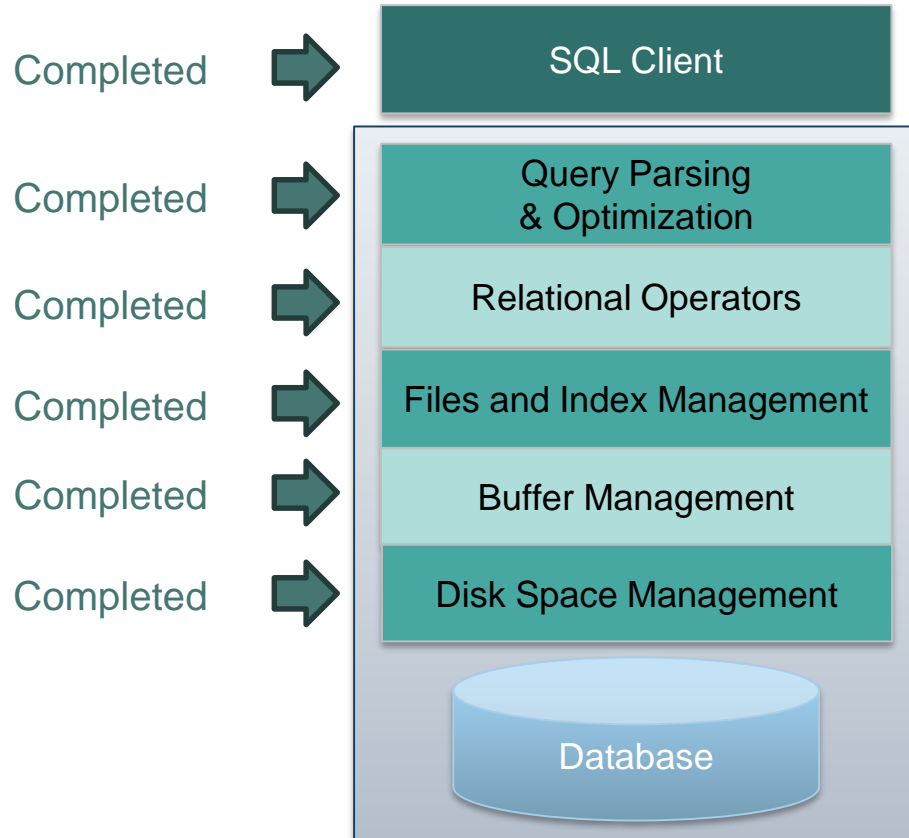 Completed
SQL Client
Completed
Query Parsing
& Optimization
Completed
Relational Operators
Completed
Files and Index Management
Completed
Buffer Management
Completed
Disk Space Management
Database